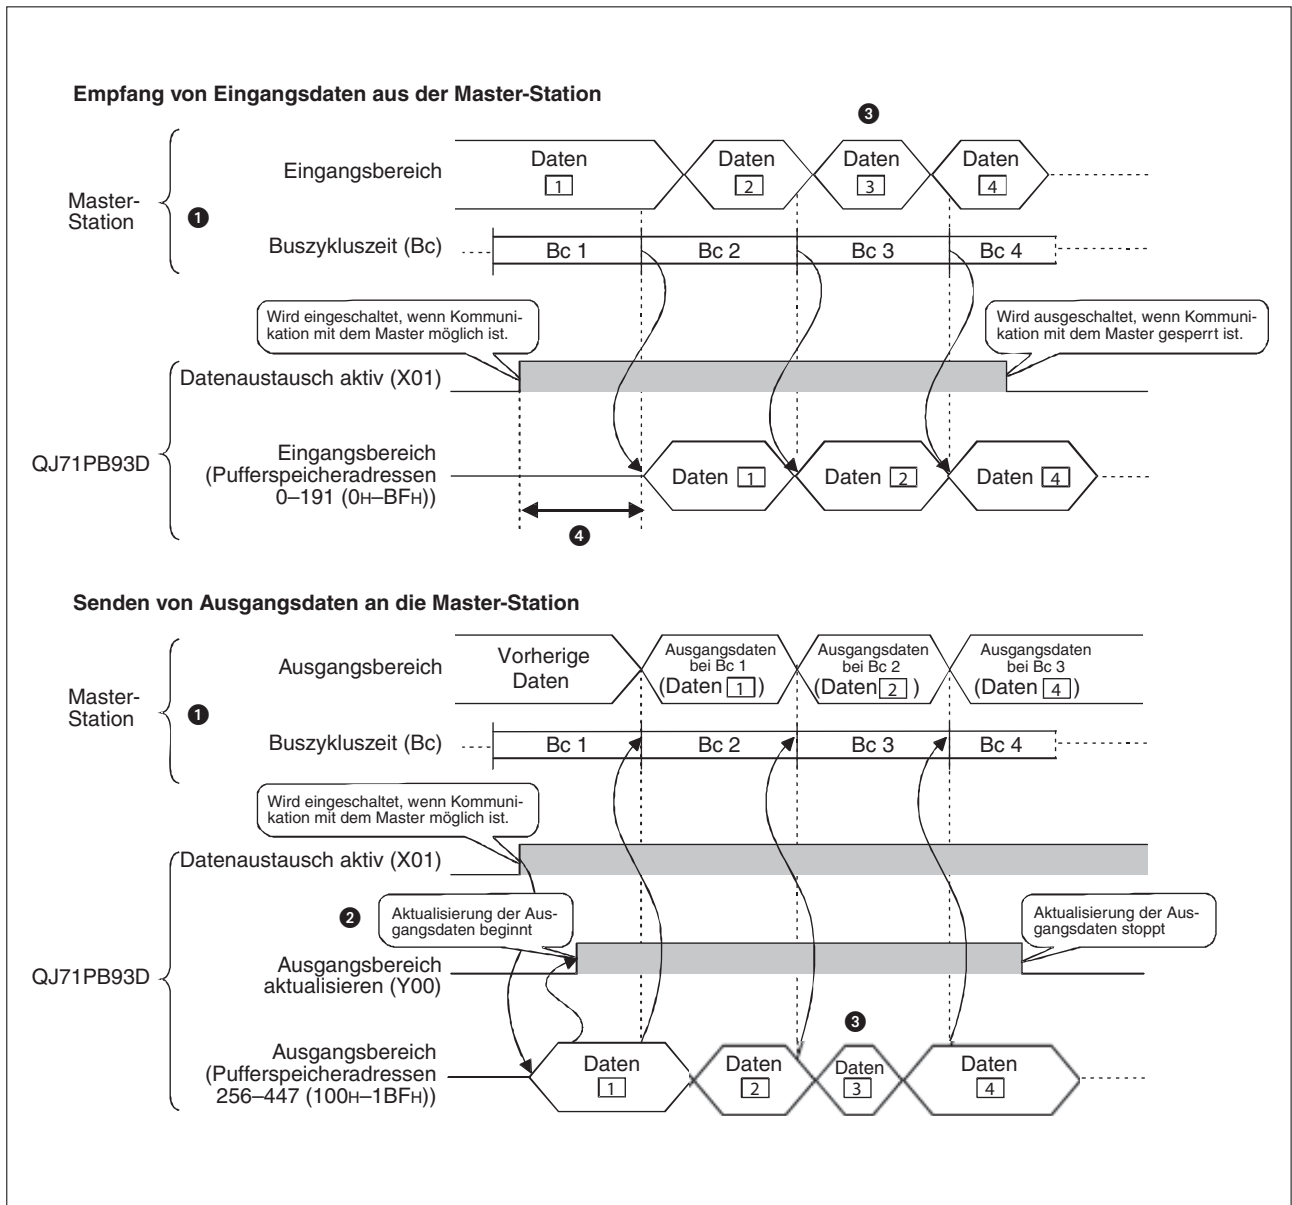 Empfang von Eingangsdaten aus der Master-Station
❸
Master-
Station
❶
Eingangsbereich
Daten
1
Daten
2
Daten
3
Daten
4
Buszykluszeit (Bc)
Bc 1
Bc 2
Bc 3
Bc 4
Wird eingeschaltet, wenn Kommuni-
kation mit dem Master möglich ist.
Wird ausgeschaltet, wenn Kommuni-
kation mit dem Master gesperrt ist.
QJ71PB93D
Datenaustausch aktiv (X01)
Eingangsbereich
(Pufferspeicheradressen
0–191 (0H–BFH))
Daten 1
Daten 2
Daten 4
❹
Senden von Ausgangsdaten an die Master-Station
Master-
Station
❶
Ausgangsbereich
Vorherige
Daten
Ausgangsdaten
bei Bc 1
(Daten 1)
Ausgangsdaten
bei Bc 2
(Daten 2)
Ausgangsdaten
bei Bc 3
(Daten 4)
Buszykluszeit (Bc)
Bc 1
Bc 2
Bc 3
Bc 4
Wird eingeschaltet, wenn Kommuni-
kation mit dem Master möglich ist.
QJ71PB93D
Datenaustausch aktiv (X01)
❷
Aktualisierung der Aus-
gangsdaten beginnt
Aktualisierung der Aus-
gangsdaten stoppt
Ausgangsbereich
aktualisieren (Y00)
❸
Ausgangsbereich
(Pufferspeicheradressen
256–447 (100H–1BFH))
Daten
1
Daten
2
Daten
3
Daten
4